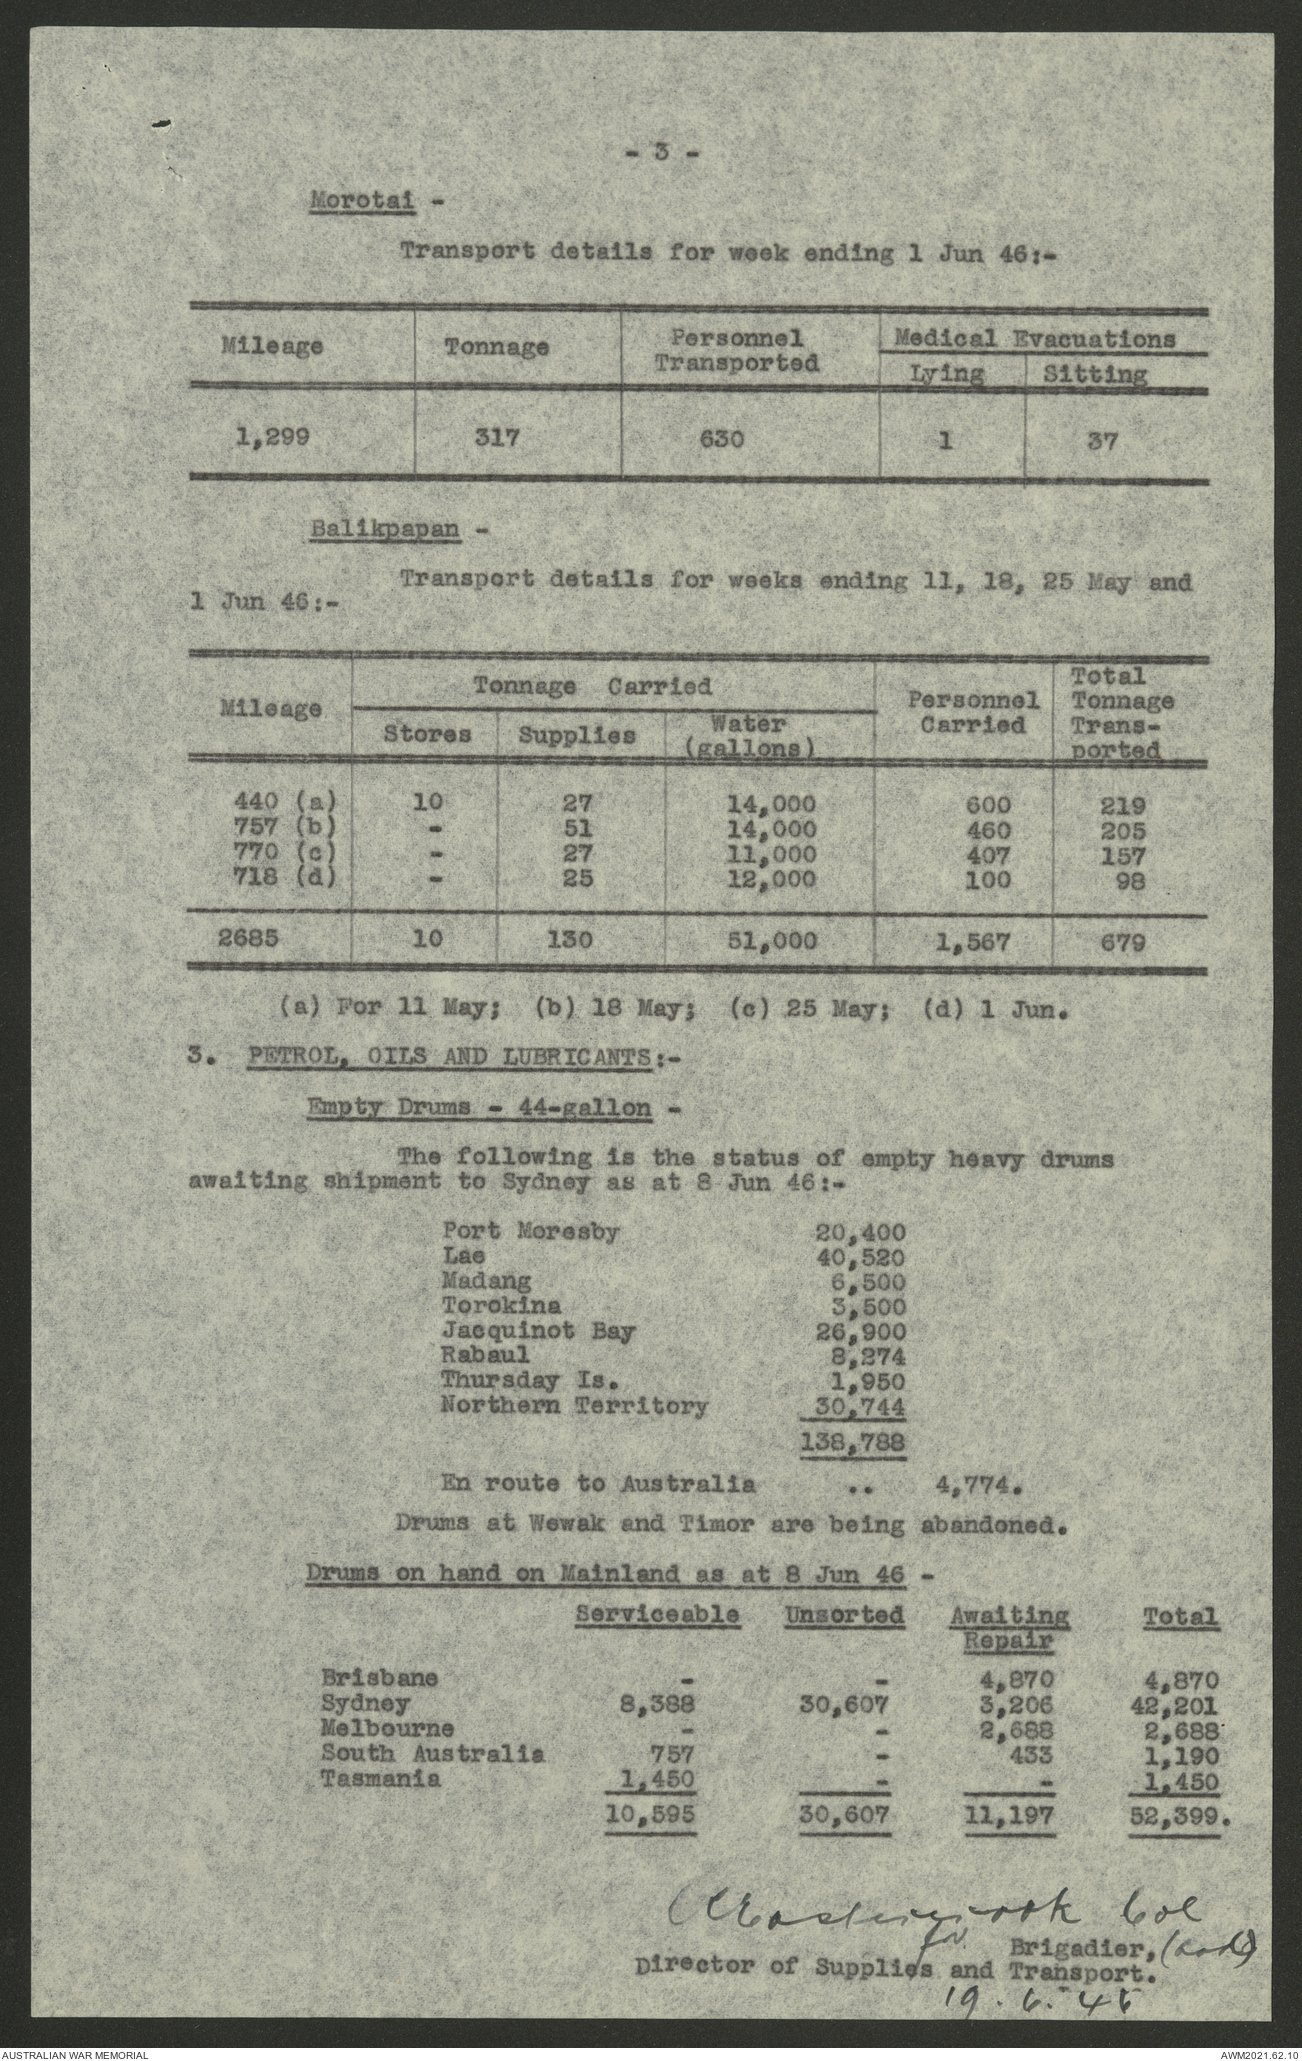 - 3 -
Morotai -
Transport details for week ending 1 Jun 46:-
Mileage Tonnage Personnel Transported Medical Evacuations
Lying Sitting
1,299 317 630 1 37
Balikpapan -
Transport details for weeks ending 11, 18, 25 May and
1 Jun 46:-
Mileage Tonnage Carried Personnel Carried Total Tonnage Trans-ported
Stores Supplies Water (gallons)
440 (a) 10 27 14,000 600 219
757 (b) - 51 14,000 460 205
770 (c) - 27 11,000 407 157
718 (d) - 25 12,000 100 98
2685 10 130 51,000 1,567 679
(a) For 11 May; (b) 18 May; (c) 25 May; (d) 1 Jun.
3. PETROL, OILS AND LUBRICANTS:-
Empty Drums - 44-gallon -
The following is the status of empty heavy drums
awaiting shipment to Sydney as at 8 Jun 46:-
Port Moresby 20,400
Lae 40,520
Madang 6,500
Torokina 3,500
Jacquinot Bay 26,900
Rabaul 8,274
Thursday Is. 1,950
Northern Territory 30,744
138,788
En route to Australia .. 4,774.
Drums at Wewak and Timor are being abandoned.
Drums on hand on Mainland as at 8 Jun 46 -
Serviceable Unsorted Awaiting Repair Total
Brisbane - - 4,870 4,870
Sydney 8,388 30,607 3,206 42,201
Melbourne - - 2,688 2,688
South Australia 757 - 433 1,190
Tasmania 1,450 - - 1,450
10,595 30,607 11,197 52,399.
Col
for Brigadier,
Director of Supplies and Transport.
19.6.46
AUSTRALIAN WAR MEMORIAL
AWM2021.62.10